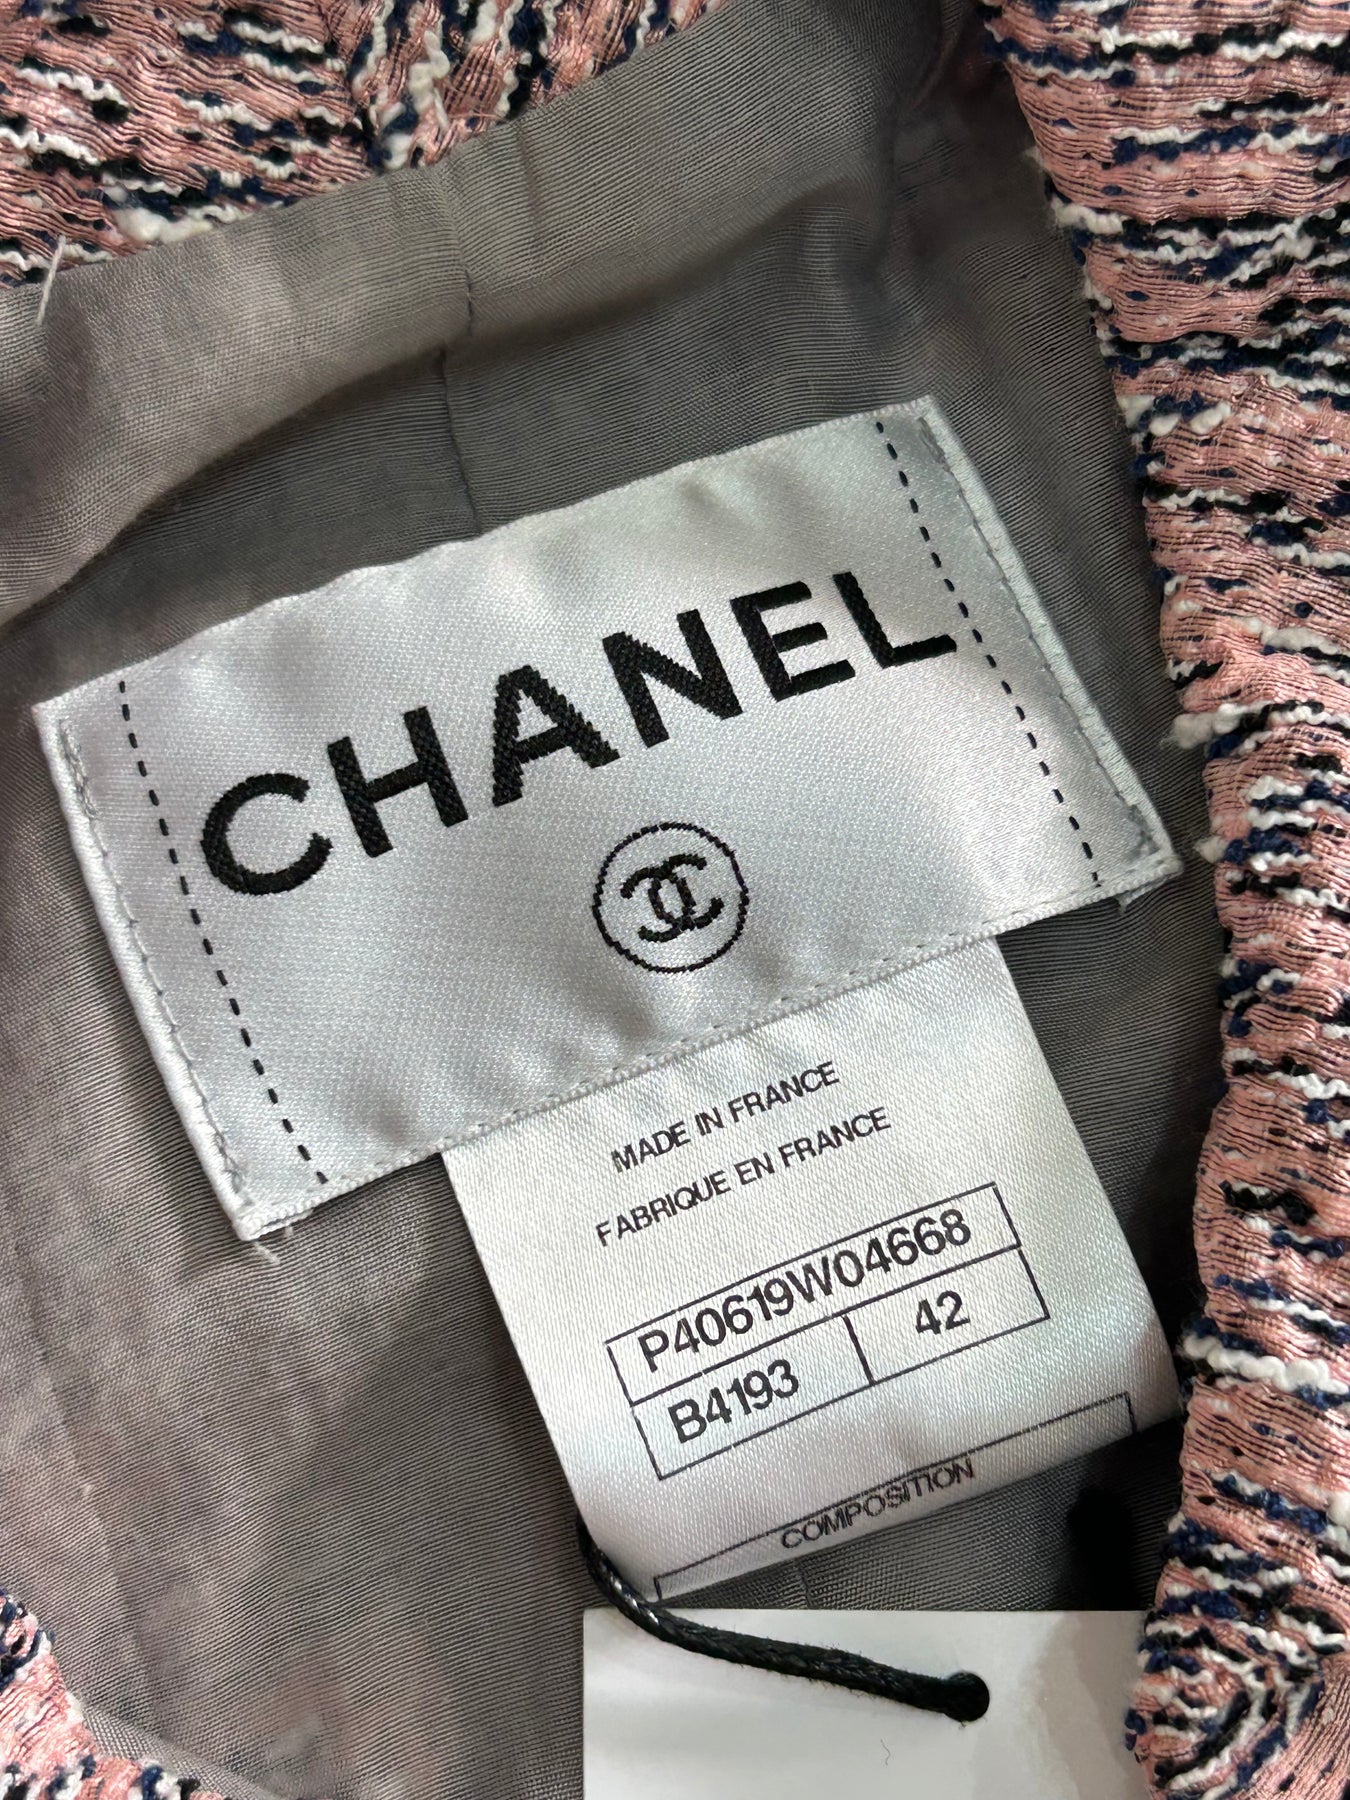 CHANEL
MADE IN FRANCE
FABRIQUE EN FRANCE
P40619W04668
B4193 42
COMPOSITION